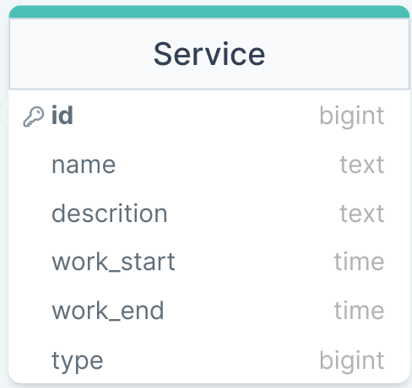 Service
id bigint
name text
descrition text
work_start time
work_end time
type bigint